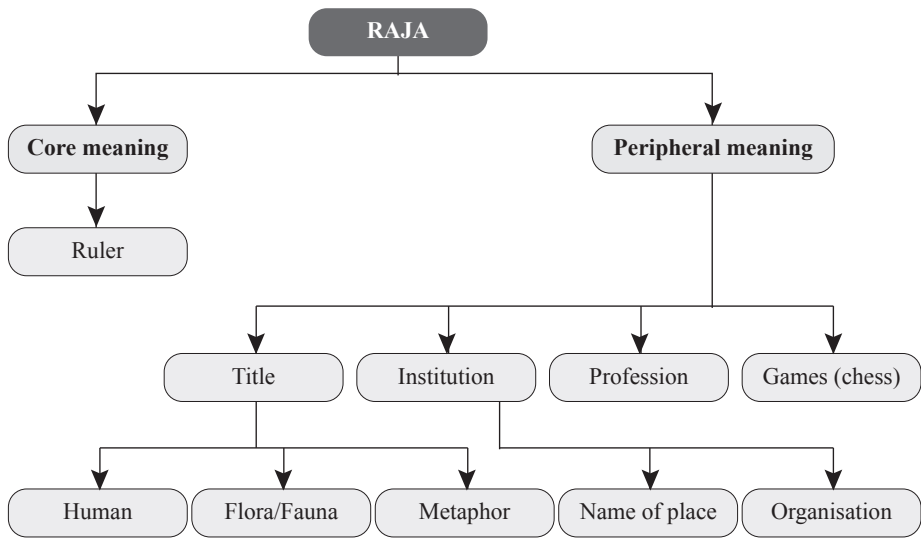 RAJA
Core meaning
Peripheral meaning
Ruler
Title
Institution
Profession
Games (chess)
Human
Flora/Fauna
Metaphor
Name of place
Organisation